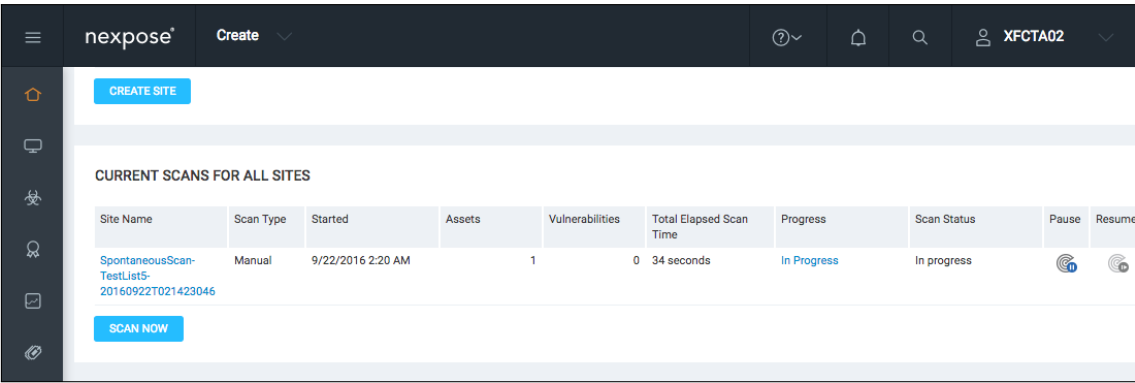 nexpose® Create XFCTA02
CREATE SITE
CURRENT SCANS FOR ALL SITES
Site Name Scan Type Started Assets Vulnerabilities Total Elapsed Scan Progress Scan Status Pause Resume
Time
SpontaneousScan- Manual 9/22/2016 2:20 AM 1 0 34 seconds In Progress In progress
TestList5-
20160922T021423046
SCAN NOW